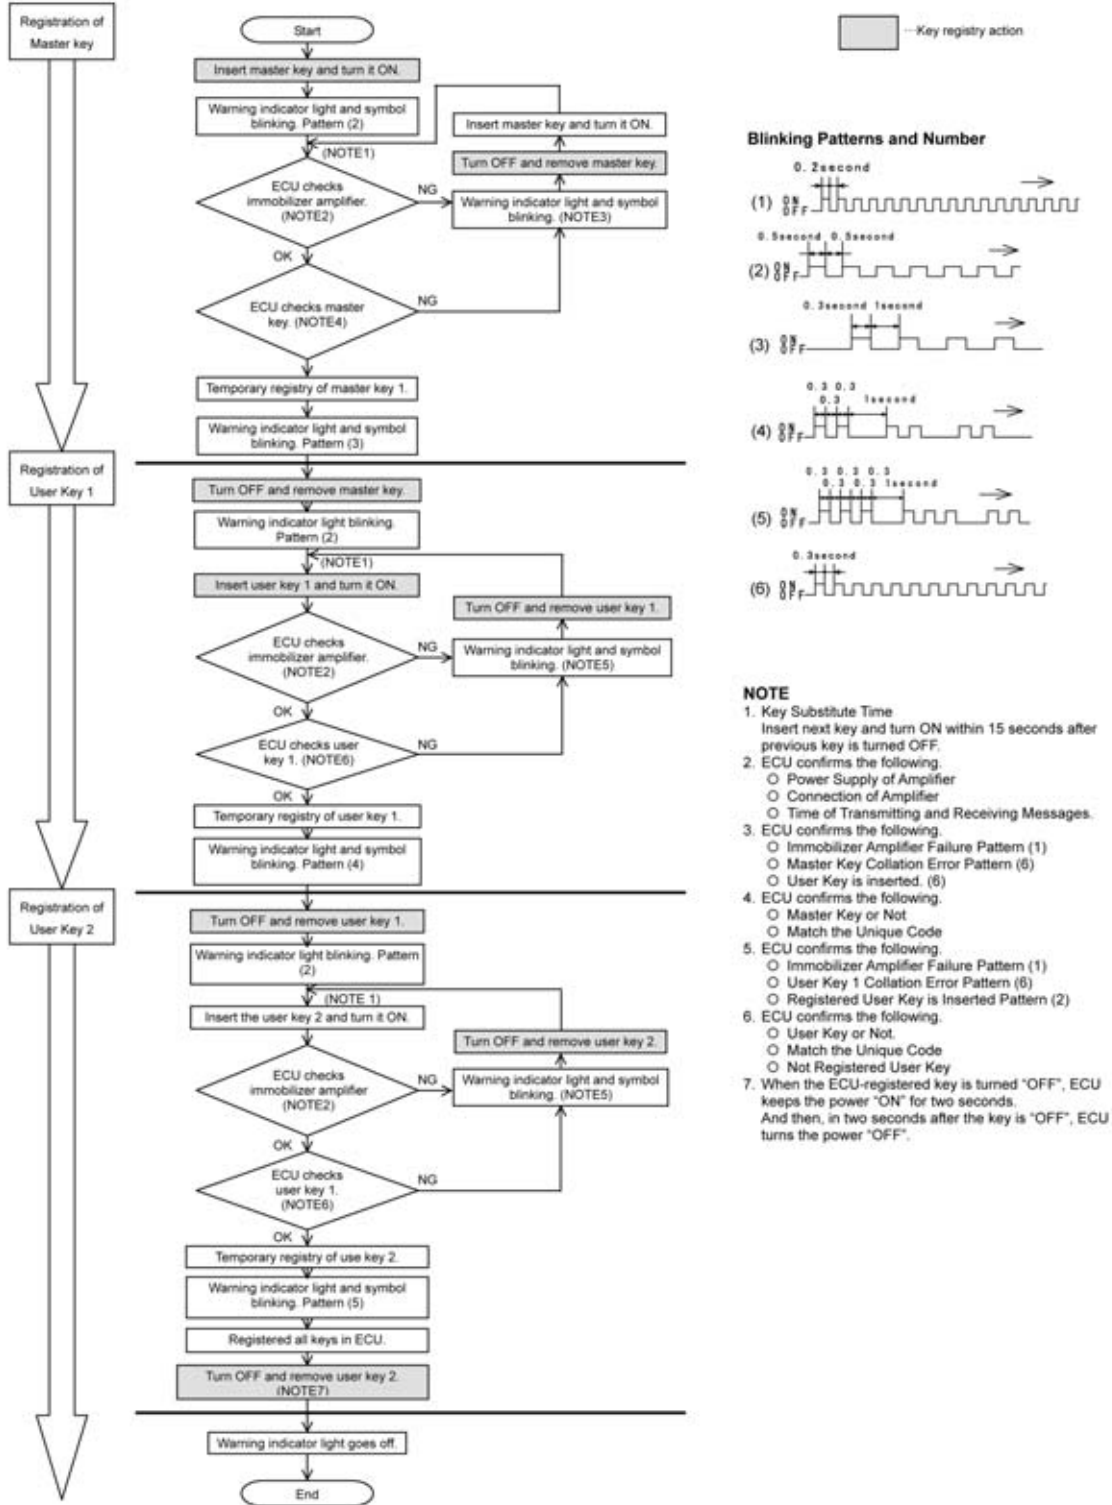 Registration of
Master key
Start
Insert master key and turn it ON.
Warning indicator light and symbol
blinking. Pattern (2)
(NOTE1)
ECU checks
immobilizer amplifier.
(NOTE2)
NG
Insert master key and turn it ON.
Turn OFF and remove master key.
Warning indicator light and symbol
blinking. (NOTE3)
OK
ECU checks master
key. (NOTE4)
NG
Temporary registry of master key 1.
Warning indicator light and symbol
blinking. Pattern (3)
Registration of
User Key 1
Turn OFF and remove master key.
Warning indicator light blinking.
Pattern (2)
(NOTE1)
Insert user key 1 and turn it ON.
ECU checks
immobilizer amplifier.
(NOTE2)
NG
Turn OFF and remove user key 1.
Warning indicator light and symbol
blinking. (NOTE5)
OK
ECU checks user
key 1. (NOTE6)
NG
OK
Temporary registry of user key 1.
Warning indicator light and symbol
blinking. Pattern (4)
Registration of
User Key 2
Turn OFF and remove user key 1.
Warning indicator light blinking. Pattern
(2)
(NOTE 1)
Insert the user key 2 and turn it ON.
ECU checks
immobilizer amplifier
(NOTE2)
NG
Turn OFF and remove user key 2.
Warning indicator light and symbol
blinking. (NOTE5)
OK
ECU checks
user key 1.
(NOTE6)
NG
OK
Temporary registry of use key 2.
Warning indicator light and symbol
blinking. Pattern (5)
Registered all keys in ECU.
Turn OFF and remove user key 2.
(NOTE7)
Warning indicator light goes off.
End
···Key registry action
Blinking Patterns and Number
0.2second
(1) ON
OFF
0.5second 0.5second
(2) ON
OFF
0.3second 1second
(3) ON
OFF
0.3 0.3
0.3 1second
(4) ON
OFF
0.3 0.3 0.3
0.3 0.3 1second
(5) ON
OFF
0.3second
(6) ON
OFF
NOTE
1. Key Substitute Time
Insert next key and turn ON within 15 seconds after
previous key is turned OFF.
2. ECU confirms the following.
O Power Supply of Amplifier
O Connection of Amplifier
O Time of Transmitting and Receiving Messages.
3. ECU confirms the following.
O Immobilizer Amplifier Failure Pattern (1)
O Master Key Collation Error Pattern (6)
O User Key is inserted. (6)
4. ECU confirms the following.
O Master Key or Not
O Match the Unique Code
5. ECU confirms the following.
O Immobilizer Amplifier Failure Pattern (1)
O User Key 1 Collation Error Pattern (6)
O Registered User Key is Inserted Pattern (2)
6. ECU confirms the following.
O User Key or Not.
O Match the Unique Code
O Not Registered User Key
7. When the ECU-registered key is turned "OFF", ECU
keeps the power "ON" for two seconds.
And then, in two seconds after the key is "OFF", ECU
turns the power "OFF".